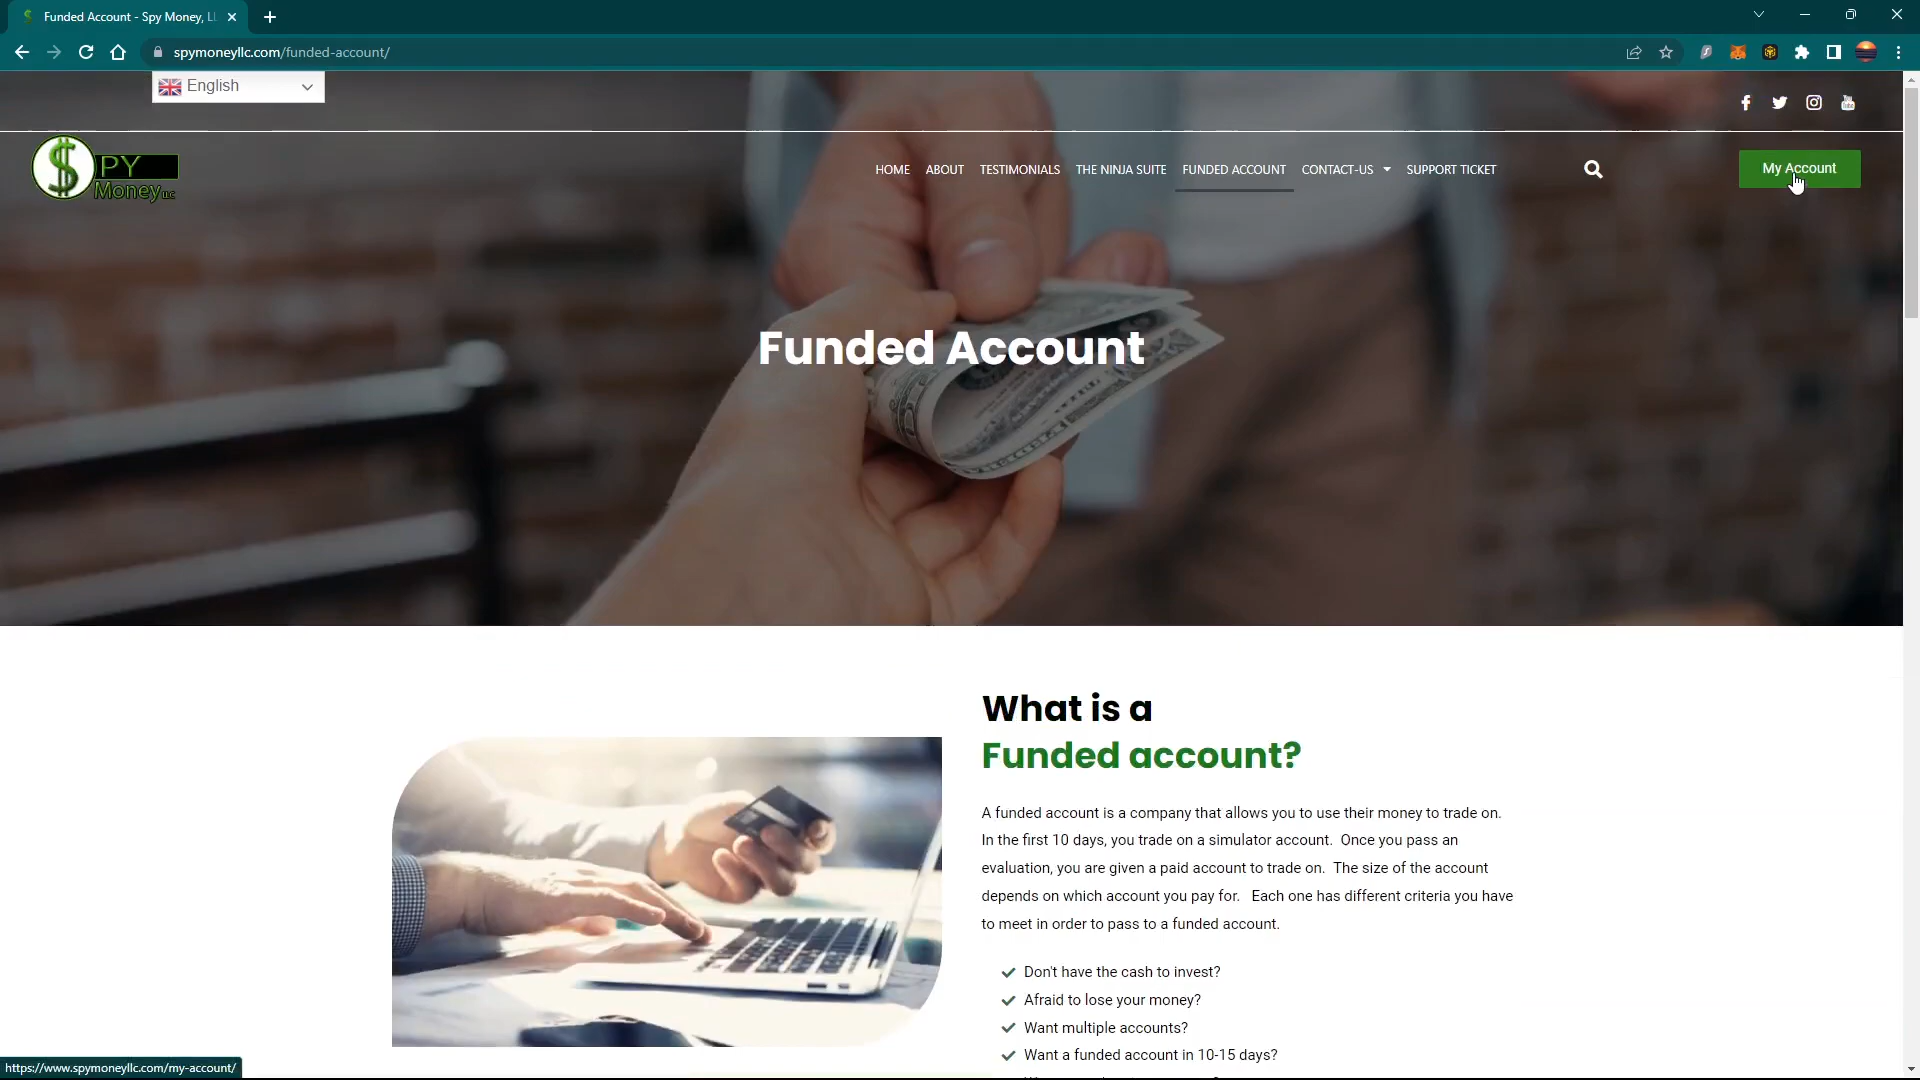 Funded Account - Spy Money, LL
spymoneyllc.com/funded-account/
English
$PY
Money LLC
HOME
ABOUT
TESTIMONIALS
THE NINJA SUITE
FUNDED ACCOUNT
CONTACT-US
SUPPORT TICKET
My Account
Funded Account
What is a
Funded account?
A funded account is a company that allows you to use their money to trade on.
In the first 10 days, you trade on a simulator account. Once you pass an
evaluation, you are given a paid account to trade on. The size of the account
depends on which account you pay for. Each one has different criteria you have
to meet in order to pass to a funded account.
Don't have the cash to invest?
Afraid to lose your money?
Want multiple accounts?
Want a funded account in 10-15 days?
https://www.spymoneyllc.com/my-account/